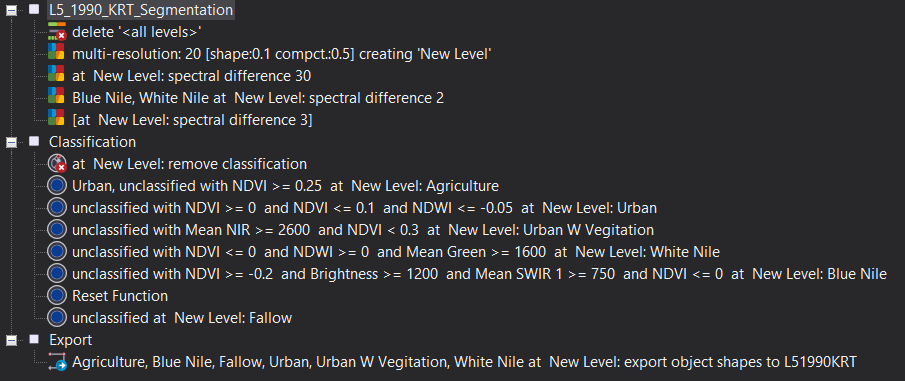 L5_1990_KRT_Segmentation
delete '<all levels>'
multi-resolution: 20 [shape:0.1 compct.:0.5] creating 'New Level'
at  New Level: spectral difference 30
Blue Nile, White Nile at  New Level: spectral difference 2
[at  New Level: spectral difference 3]
Classification
at  New Level: remove classification
Urban, unclassified with NDVI >= 0.25  at  New Level: Agriculture
unclassified with NDVI >= 0  and NDVI <= 0.1  and NDWI <= -0.05  at  New Level: Urban
unclassified with Mean NIR >= 2600  and NDVI < 0.3  at  New Level: Urban W Vegitation
unclassified with NDVI <= 0  and NDWI >= 0  and Mean Green >= 1600  at  New Level: White Nile
unclassified with NDVI >= -0.2  and Brightness >= 1200  and Mean SWIR 1 >= 750  and NDVI <= 0  at  New Level: Blue Nile
Reset Function
unclassified at  New Level: Fallow
Export
Agriculture, Blue Nile, Fallow, Urban, Urban W Vegitation, White Nile at  New Level: export object shapes to L51990KRT